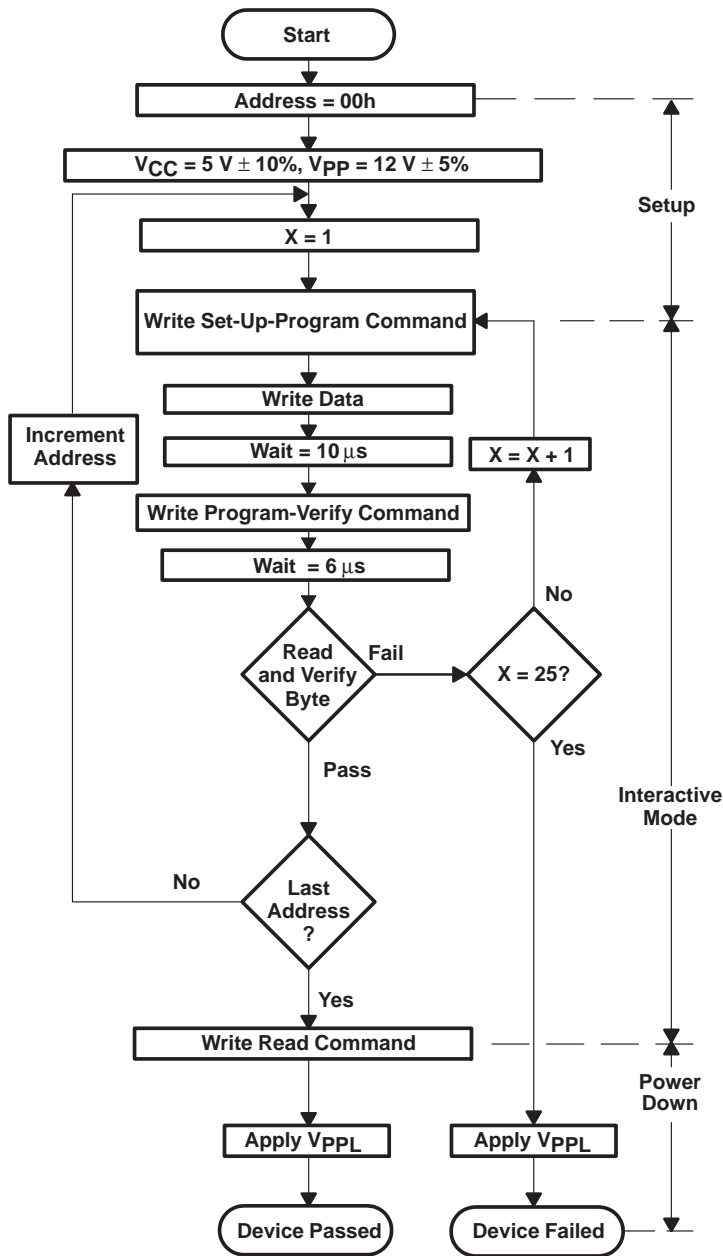 Start
Address = 00h
VCC = 5 V ± 10%, VPP = 12 V ± 5%
Setup
X = 1
Write Set-Up-Program Command
Write Data
Increment
Address
Wait = 10 μs
X = X + 1
Write Program-Verify Command
Wait = 6 μs
No
Read
and Verify
Byte
Fail
X = 25?
Yes
Pass
Interactive
Mode
No
Last
Address
?
Yes
Write Read Command
Power
Down
Apply VPPL
Apply VPPL
Device Passed
Device Failed